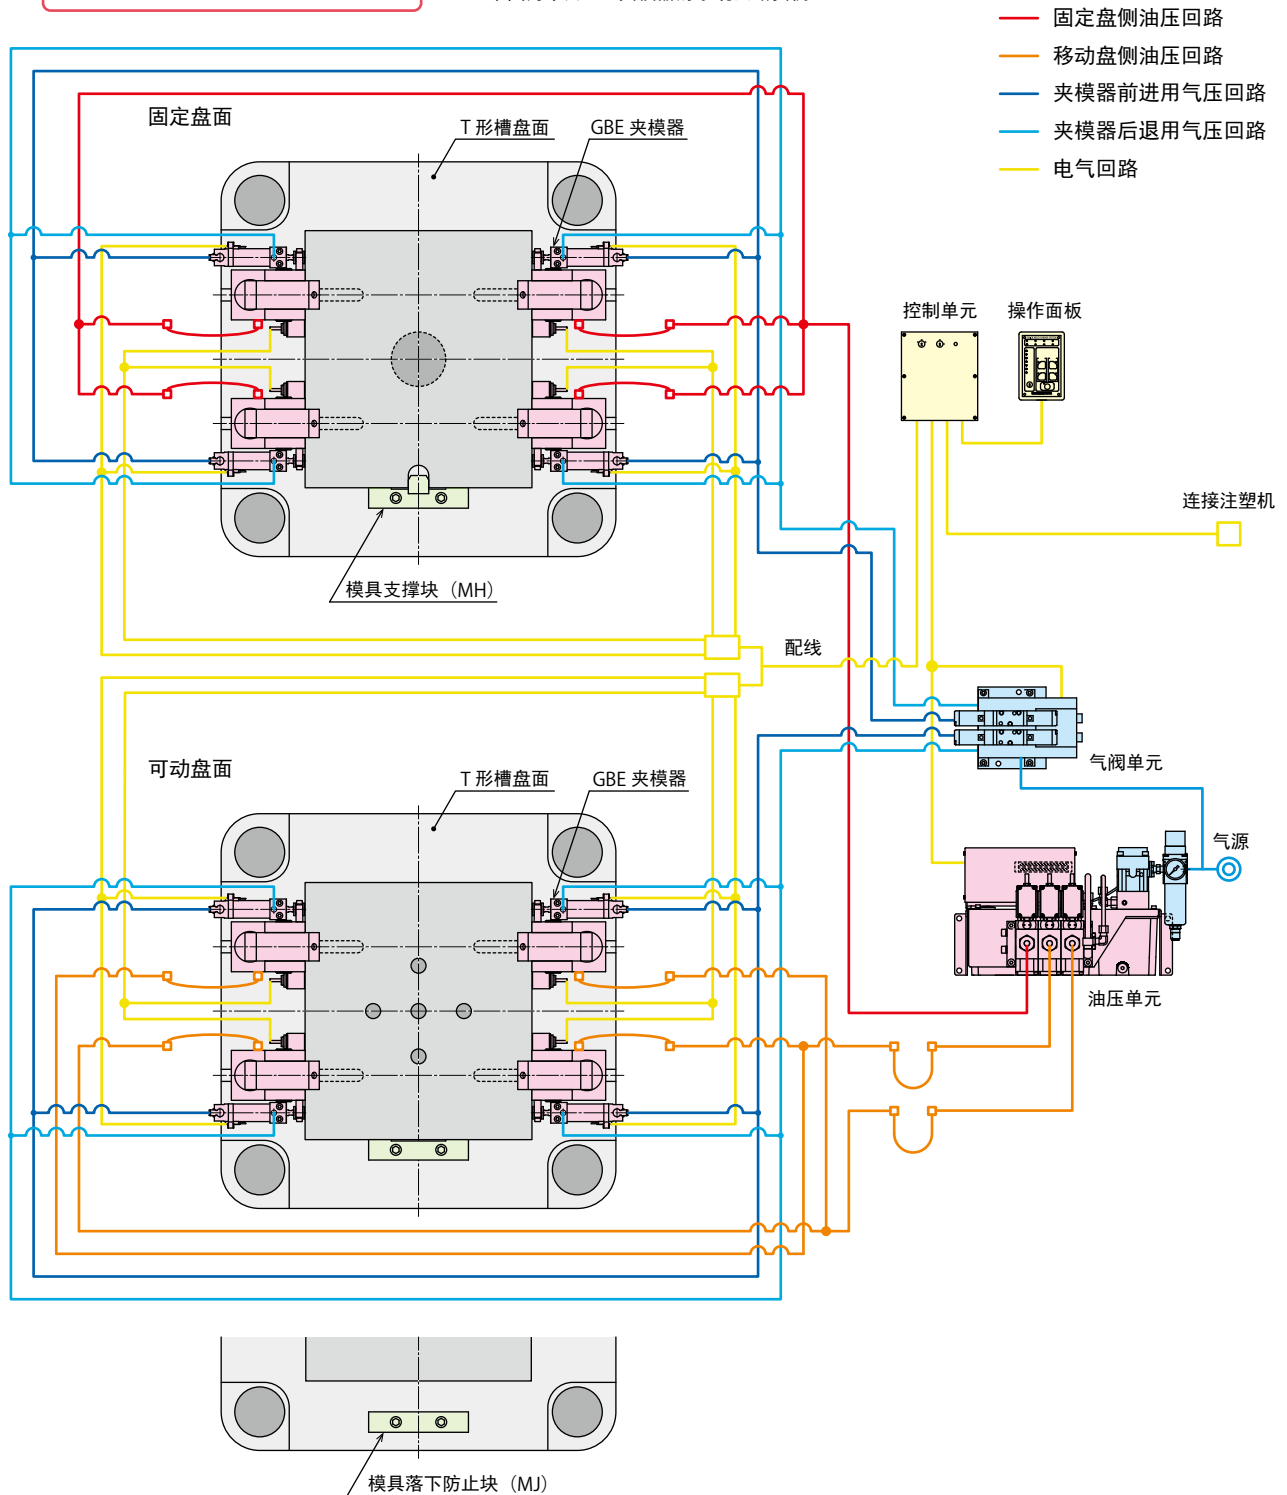 固定盘侧油压回路
移动盘侧油压回路
夹模器前进用气压回路
夹模器后退用气压回路
电气回路
固定盘面
T 形槽盘面
GBE 夹模器
控制单元
操作面板
连接注塑机
模具支撑块（MH）
配线
气阀单元
可动盘面
T 形槽盘面
GBE 夹模器
气源
油压单元
模具落下防止块（MJ）